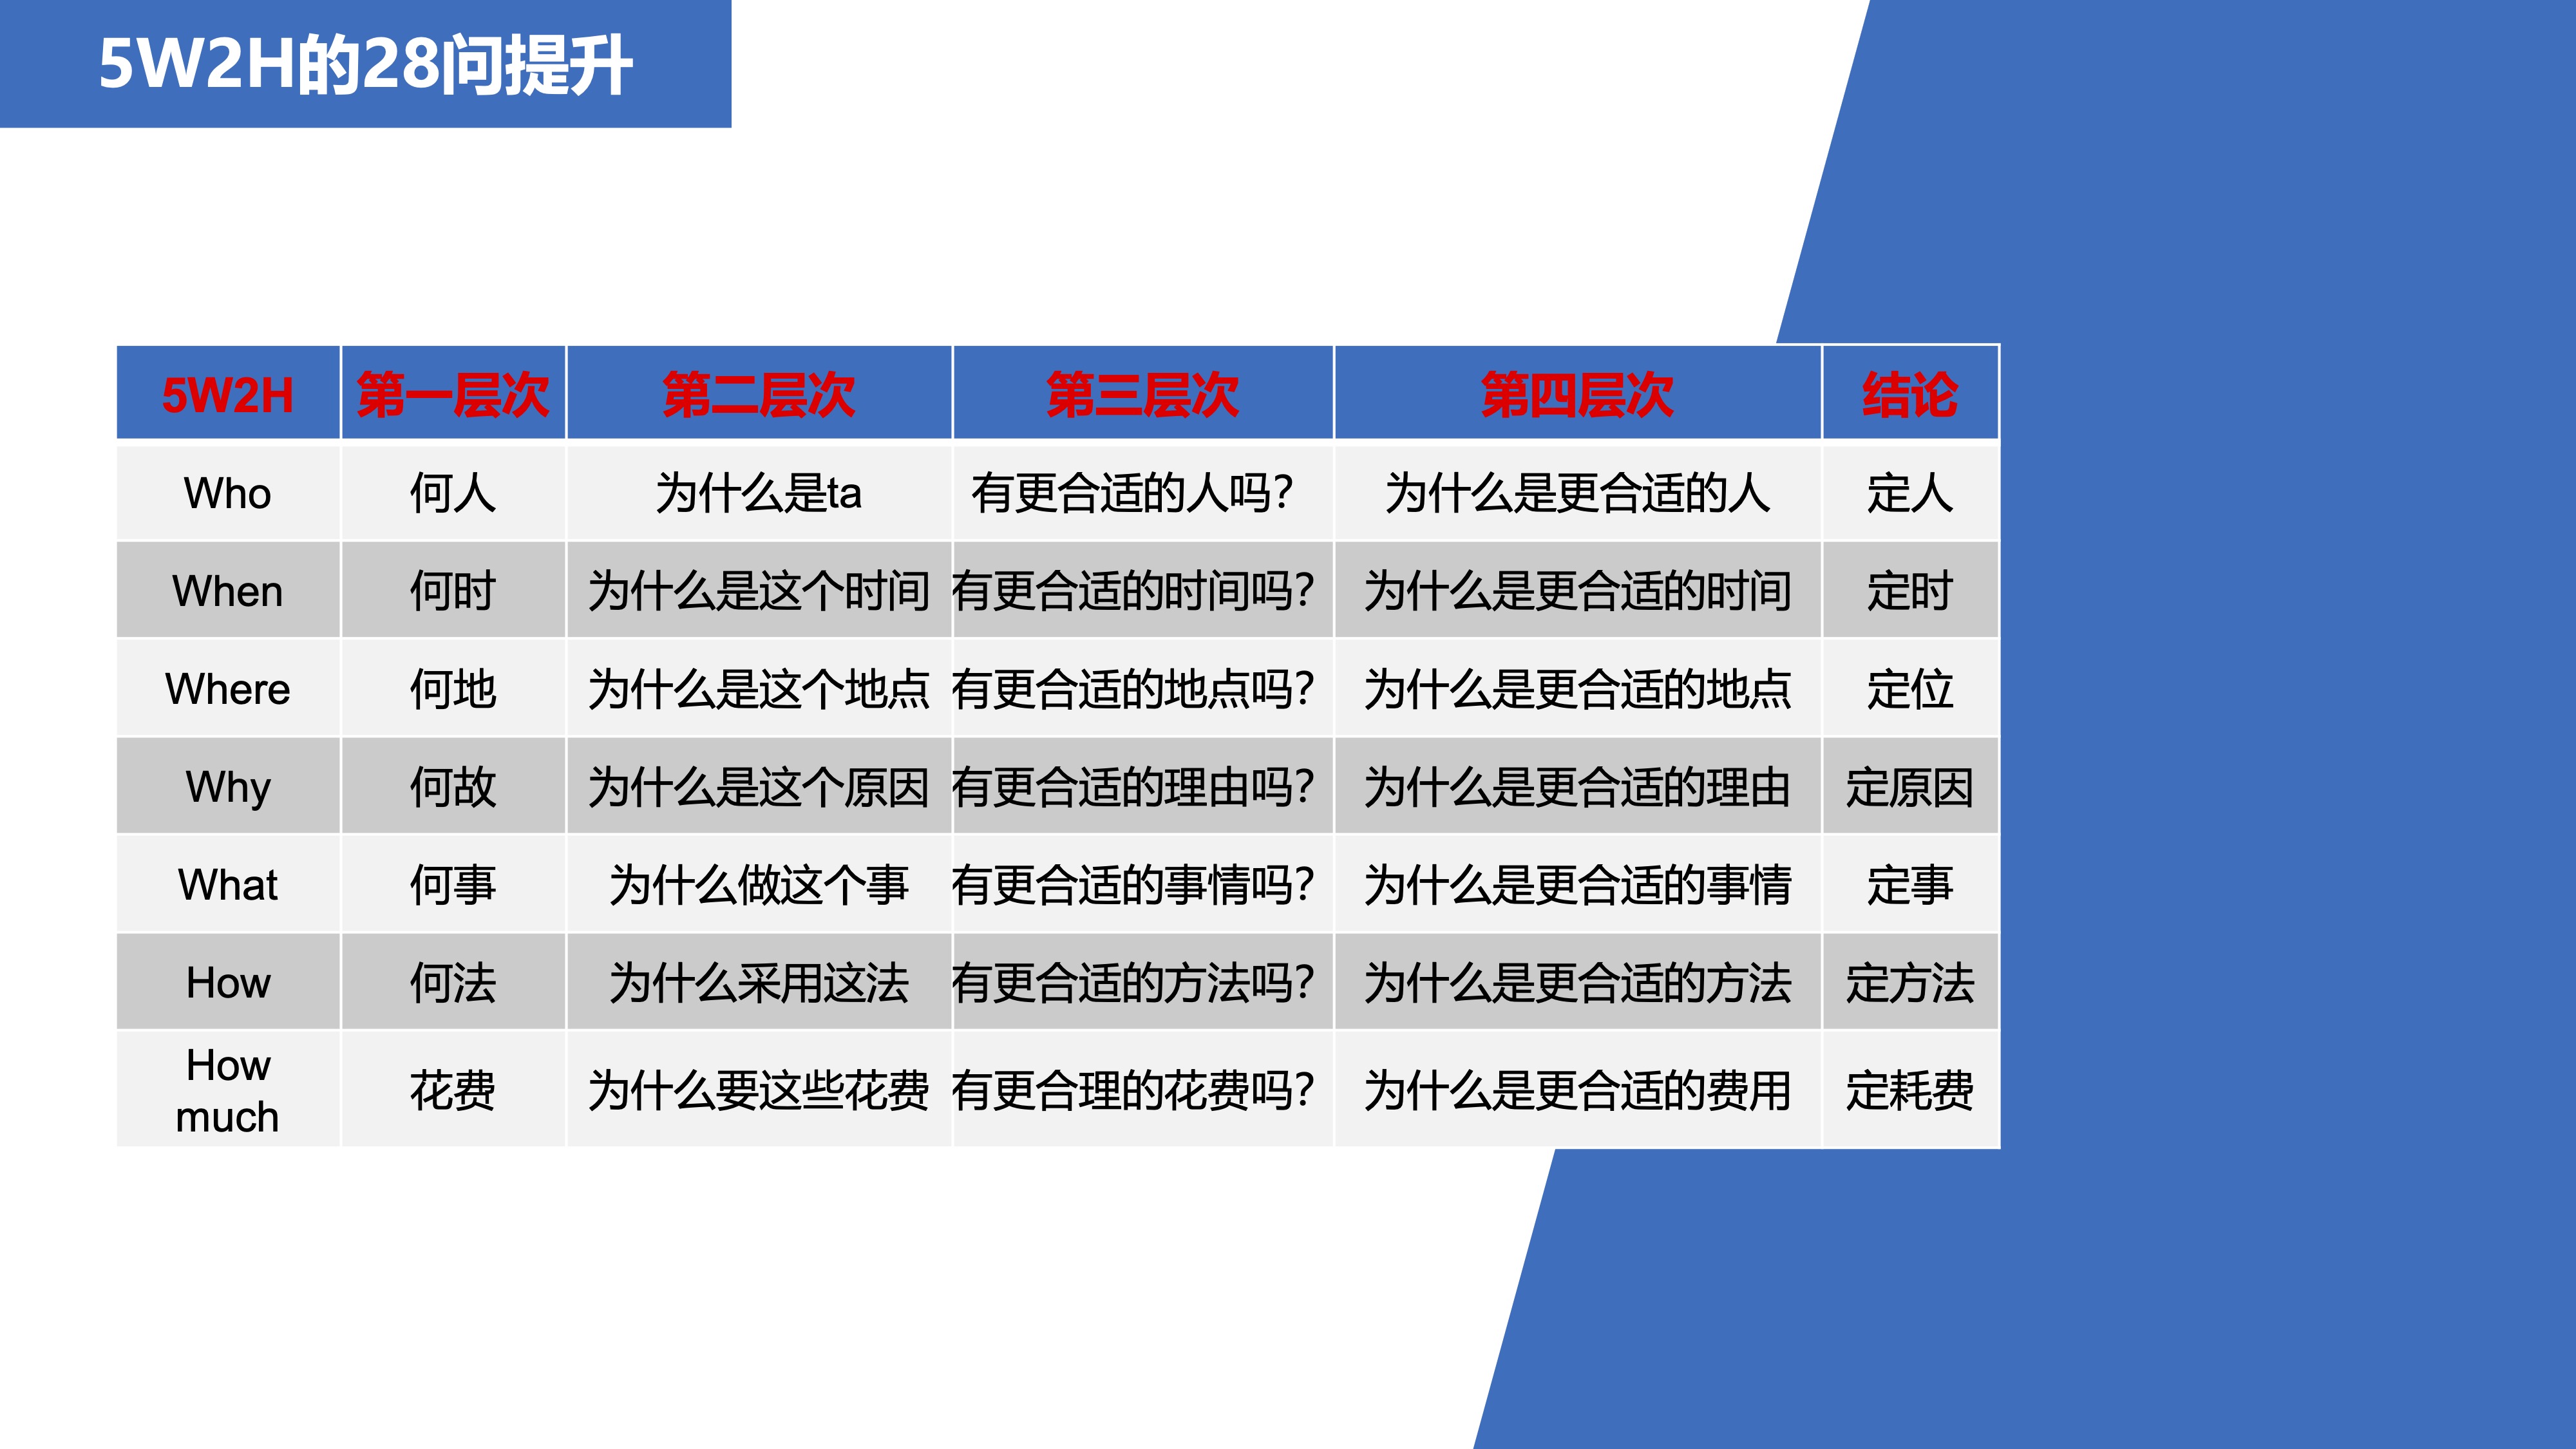 5W2H的28问提升
5W2H 第一层次 第二层次 第三层次 第四层次 结论
Who 何人 为什么是ta 有更合适的人吗? 为什么是更合适的人 定人
When 何时 为什么是这个时间 有更合适的时间吗? 为什么是更合适的时间 定时
Where 何地 为什么是这个地点 有更合适的地点吗? 为什么是更合适的地点 定位
Why 何故 为什么是这个原因 有更合适的理由吗? 为什么是更合适的理由 定原因
What 何事 为什么做这个事 有更合适的事情吗? 为什么是更合适的事情 定事
How 何法 为什么采用这法 有更合适的方法吗? 为什么是更合适的方法 定方法
How
much 花费 为什么要这些花费 有更合理的花费吗? 为什么是更合适的费用 定耗费